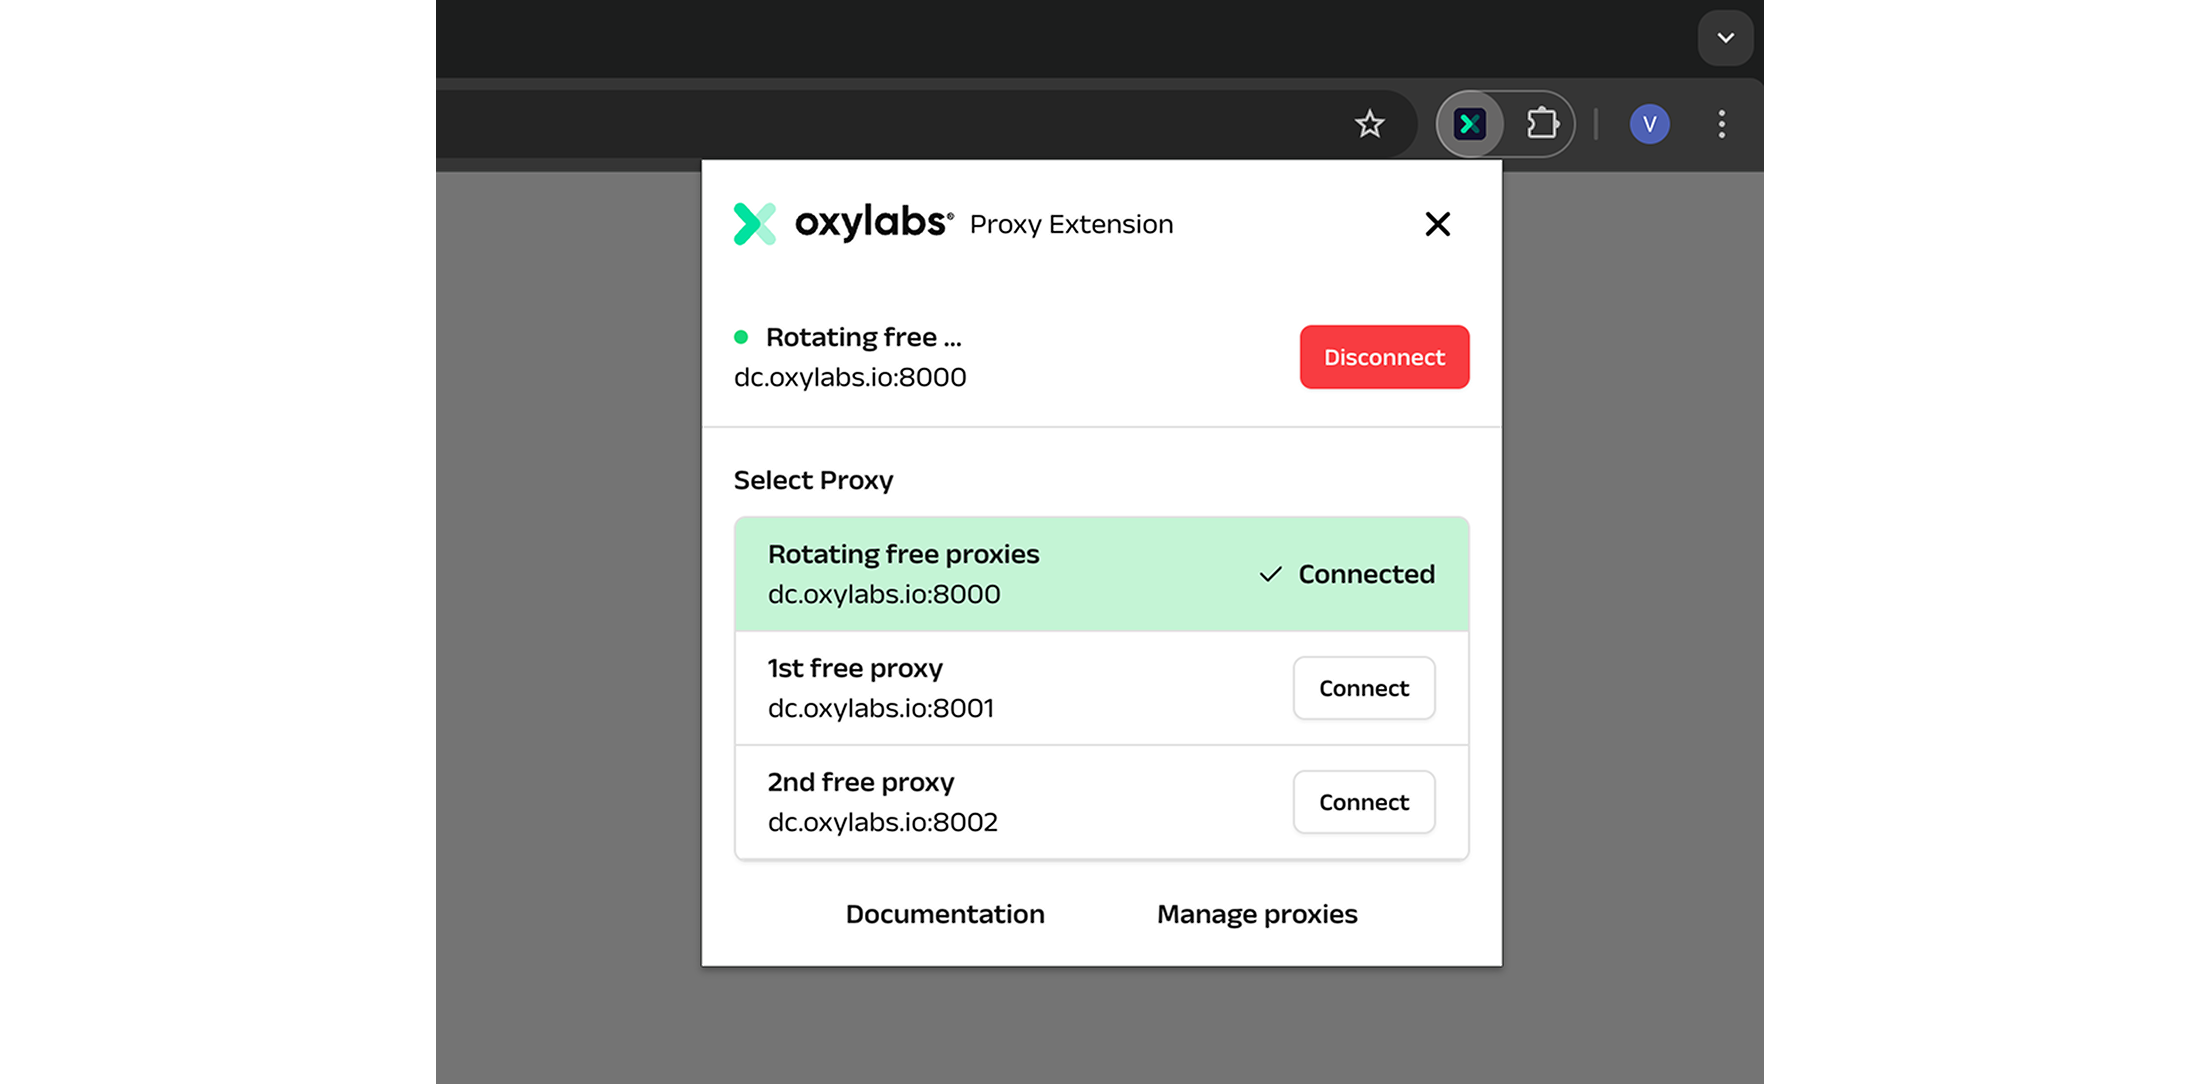 V
oxylabs® Proxy Extension
Rotating free ...
dc.oxylabs.io:8000
Disconnect
Select Proxy
Rotating free proxies
dc.oxylabs.io:8000
Connected
1st free proxy
dc.oxylabs.io:8001
Connect
2nd free proxy
dc.oxylabs.io:8002
Connect
Documentation
Manage proxies